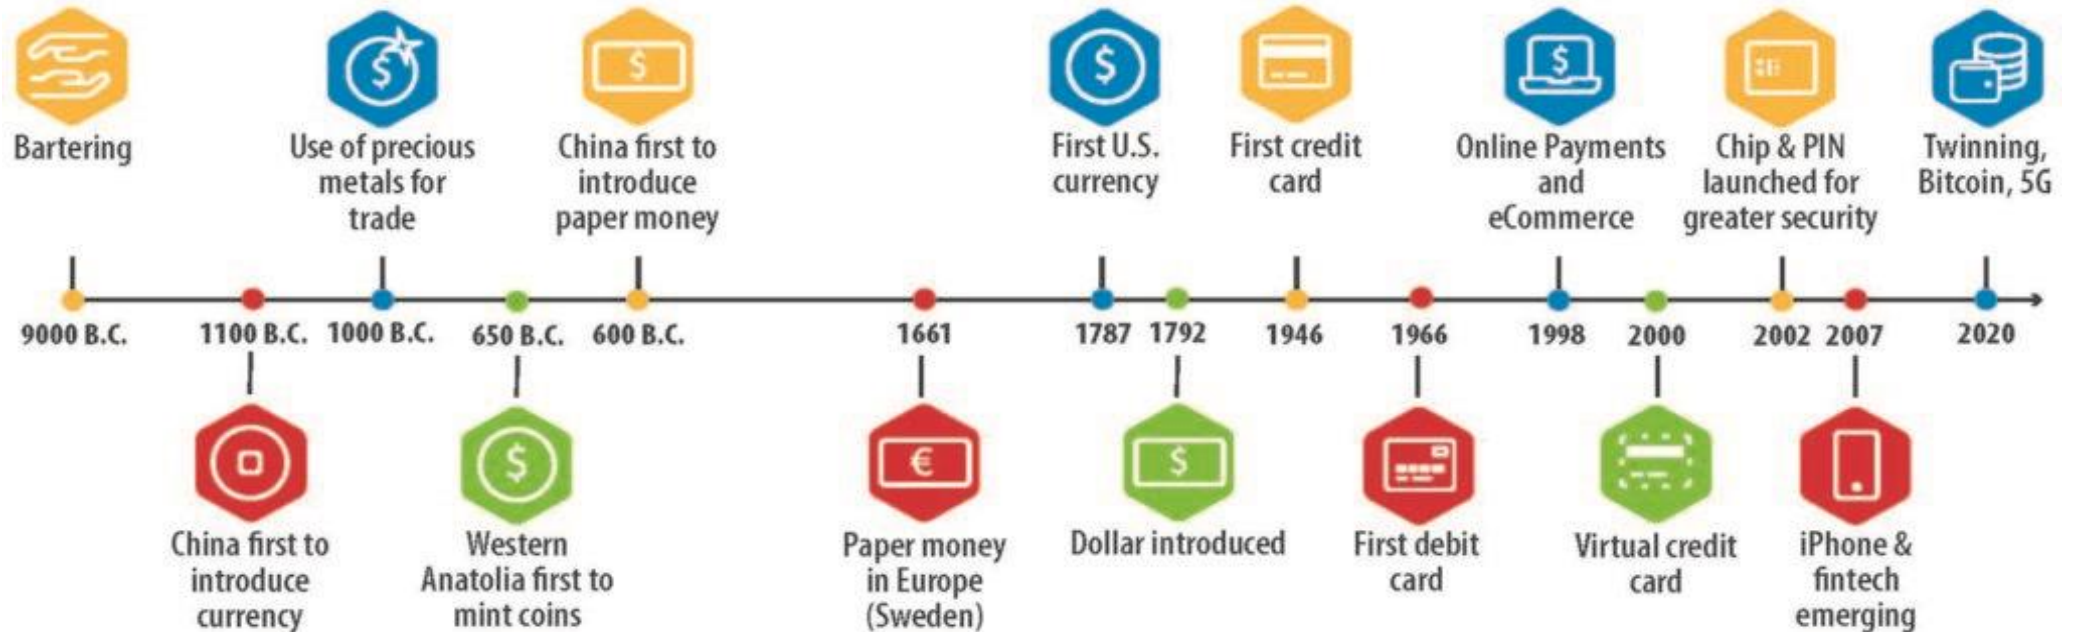 Bartering
Use of precious
metals for
trade
China first to
introduce
paper money
First U.S.
currency
First credit
card
Online Payments
and
eCommerce
Chip & PIN
launched for
greater security
Twinning,
Bitcoin, 5G
9000 B.C.
1100 B.C.
1000 B.C.
650 B.C.
600 B.C.
1661
1787
1792
1946
1966
1998
2000
2002
2007
2020
China first to
introduce
currency
Western
Anatolia first to
mint coins
Paper money
in Europe
(Sweden)
Dollar introduced
First debit
card
Virtual credit
card
iPhone &
fintech
emerging